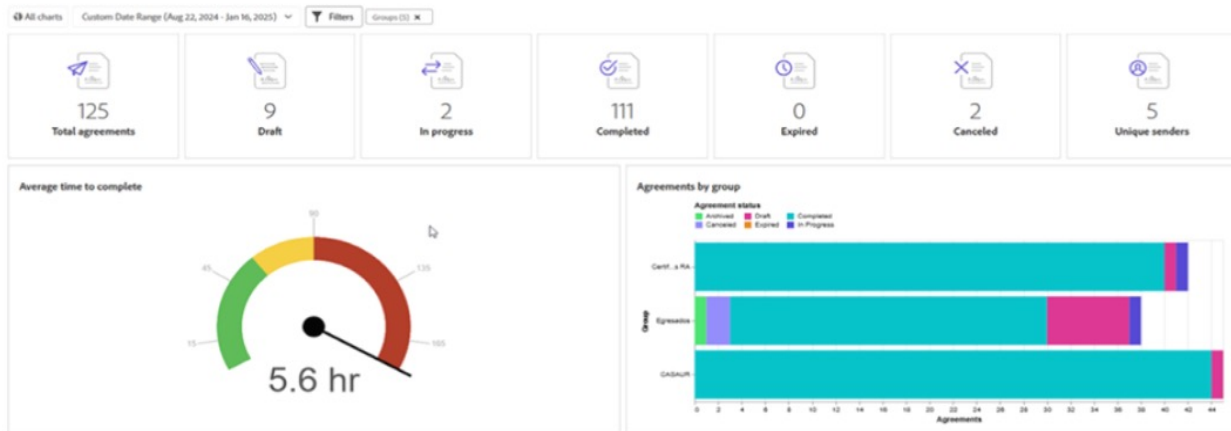 All charts Custom Date Range (Aug 22, 2024 - Jan 16, 2025) Filters Groups (5)
125
Total agreements
9
Draft
2
In progress
111
Completed
0
Expired
2
Canceled
5
Unique senders
Average time to complete
15
45
90
135
165
5.6 hr
Agreements by group
Agreement status
Archived Draft Completed
Canceled Expired In Progress
Group
Certif...s RA
Egresados
0 2 4 6 8 10 12 14 16 18 20 22 24 26 28 30 32 34 36 38 40 42 44
Agreements